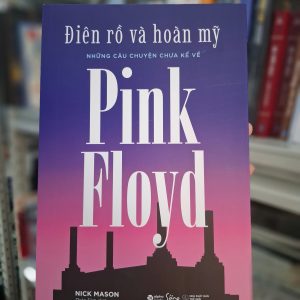 Điên rồ và hoàn mỹ
NHỮNG CÂU CHUYỆN CHƯA KỂ VỀ
Pink
Floyd
NICK MASON